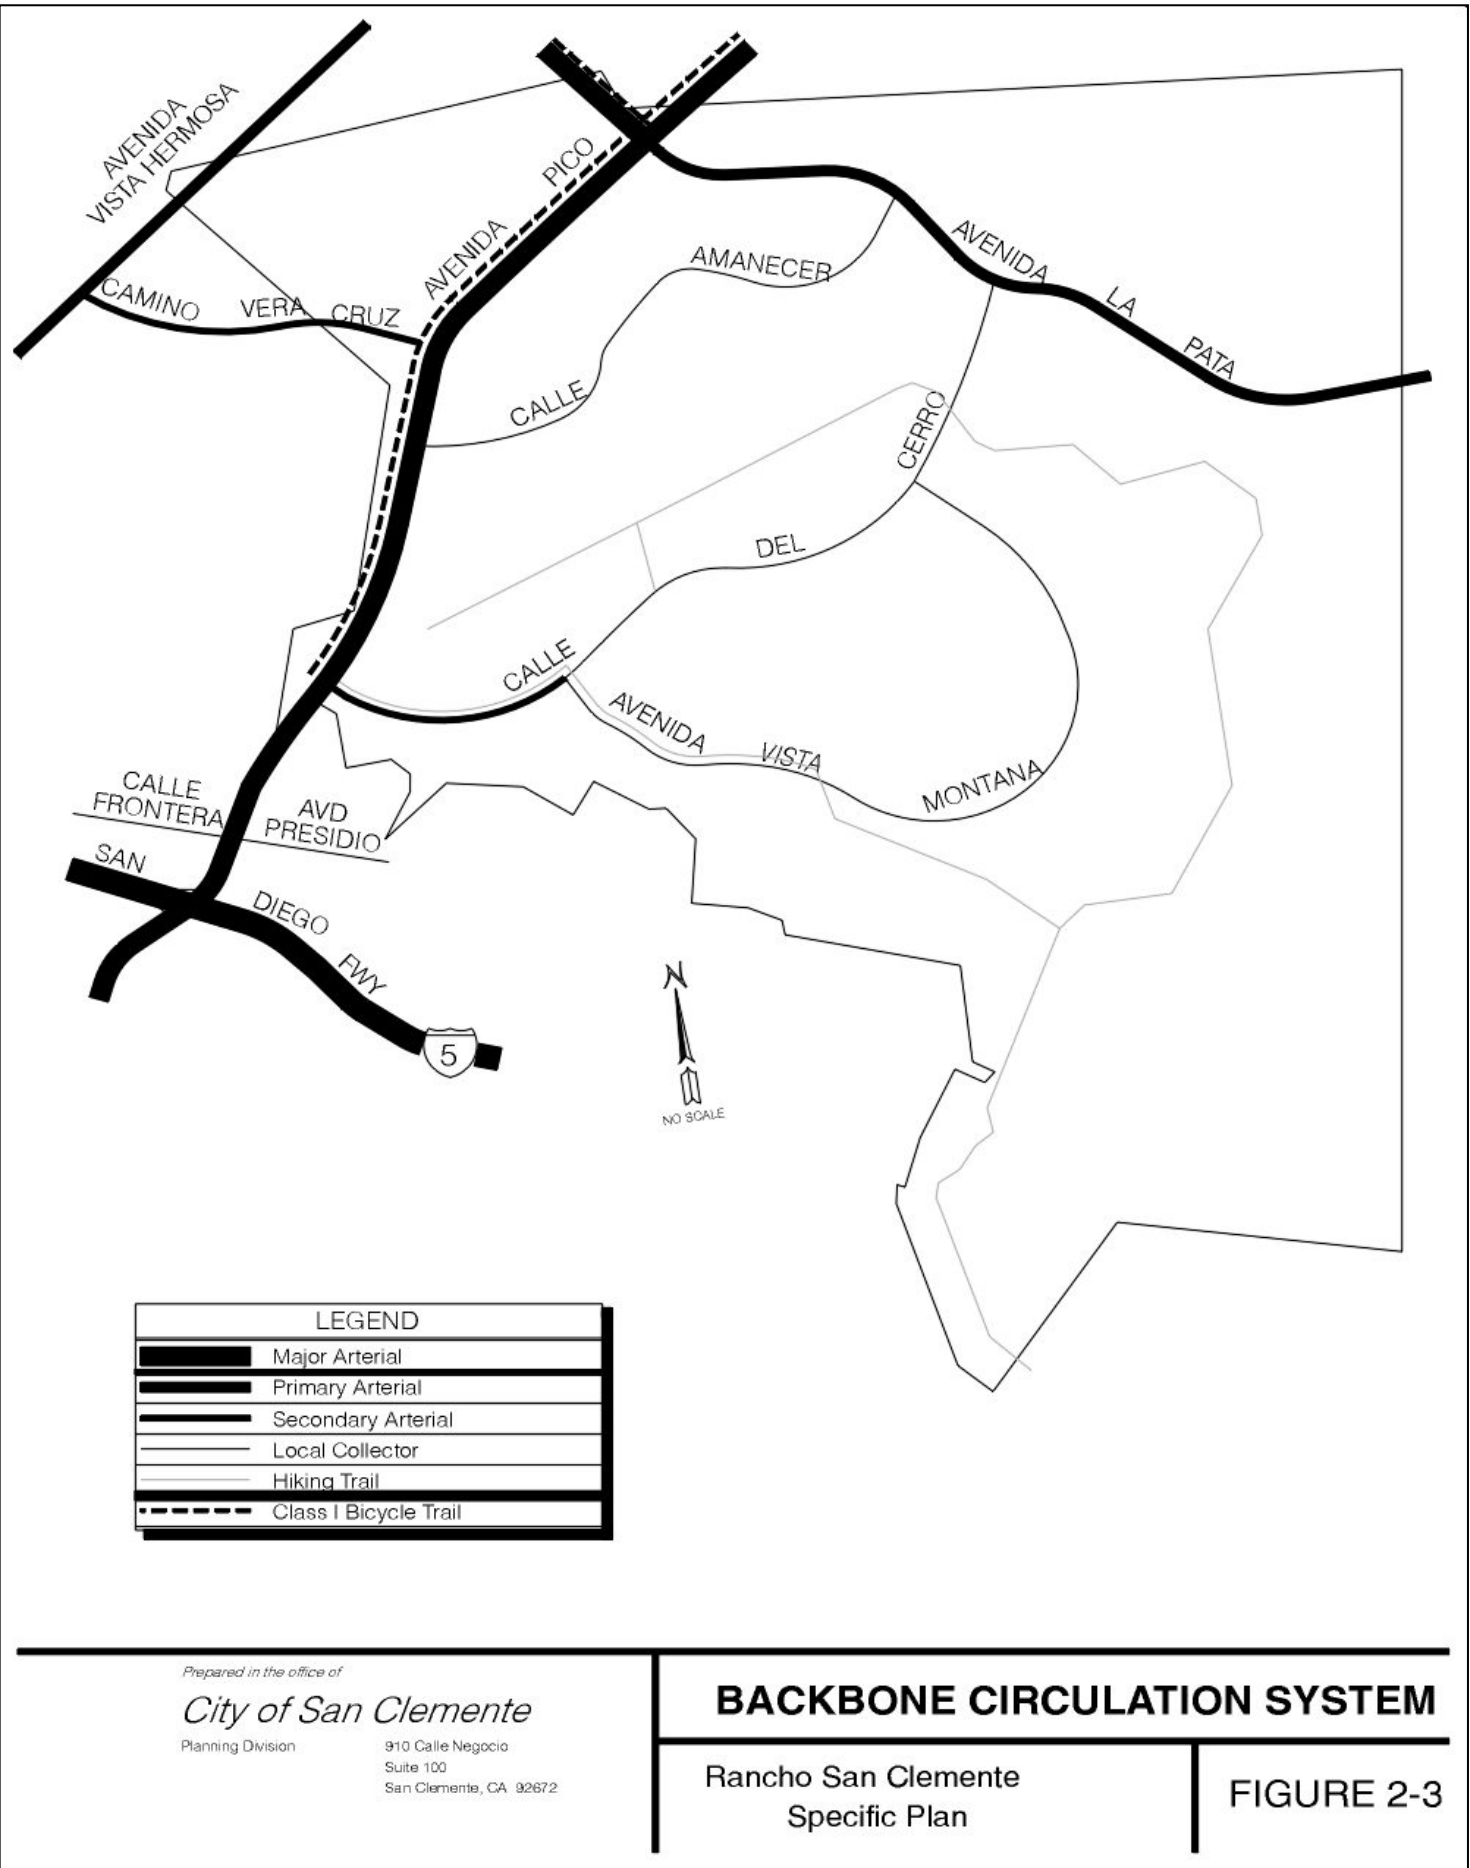 AVENIDA
VISTA HERMOSA
CAMINO VERA CRUZ
AVENIDA PICO
CALLE AMANECER
AVENIDA LA PATA
CALLE DEL CERRO
AVENIDA VISTA MONTANA
CALLE
FRONTERA
AVD
PRESIDIO
SAN DIEGO FWY
5
N
NO SCALE
LEGEND
Major Arterial
Primary Arterial
Secondary Arterial
Local Collector
Hiking Trail
Class I Bicycle Trail
Prepared in the office of
City of San Clemente
Planning Division
910 Calle Negocio
Suite 100
San Clemente, CA 92672
BACKBONE CIRCULATION SYSTEM
Rancho San Clemente
Specific Plan
FIGURE 2-3